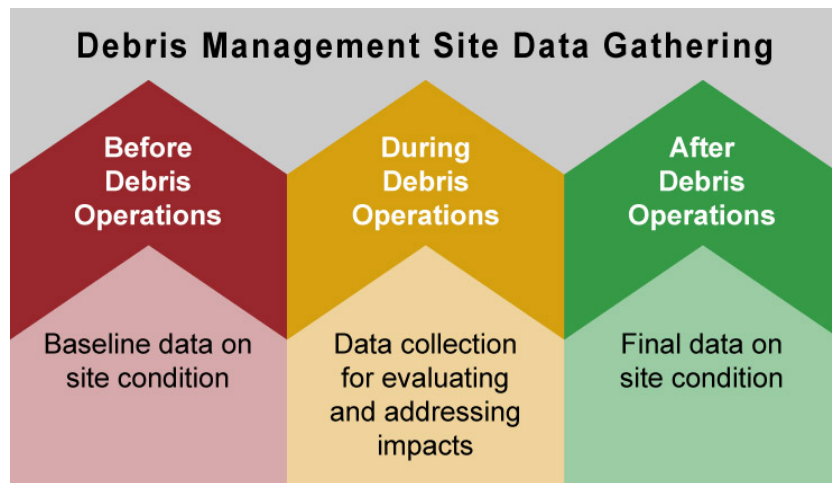 Debris Management Site Data Gathering
Before
Debris
Operations
Baseline data on
site condition
During
Debris
Operations
Data collection
for evaluating
and addressing
impacts
After
Debris
Operations
Final data on
site condition